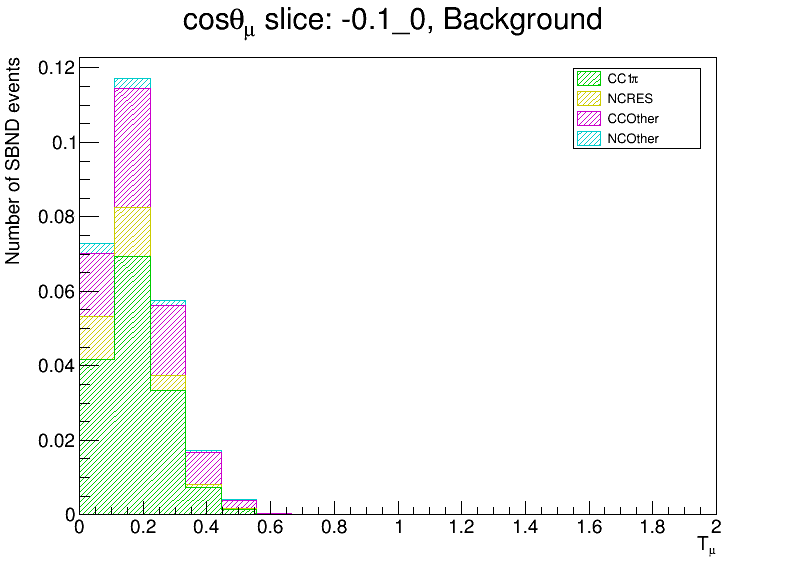 cosθμ slice: -0.1_0, Background
Number of SBND events
0.12
0.1
0.08
0.06
0.04
0.02
0
CC1π
NCRES
CCOther
NCOther
0 0.2 0.4 0.6 0.8 1 1.2 1.4 1.6 1.8 2
Tμ